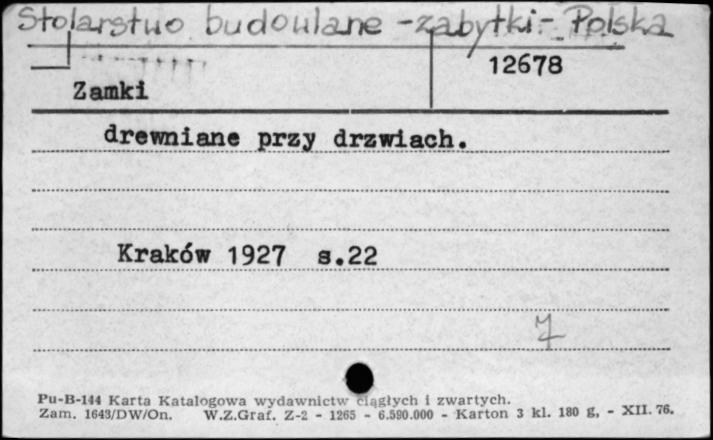 Stolarstwo budowlane - zabytki - Polska
12678
Zamki
drewniane przy drzwiach.
Kraków 1927 s.22
Pu-B-144 Karta Katalogowa wydawnictw ciągłych i zwartych.
Zam. 1643/DW/On. W.Z.Graf. Z-2 - 1265 - 6.590.000 - Karton 3 kl. 180 g, - XII. 76.